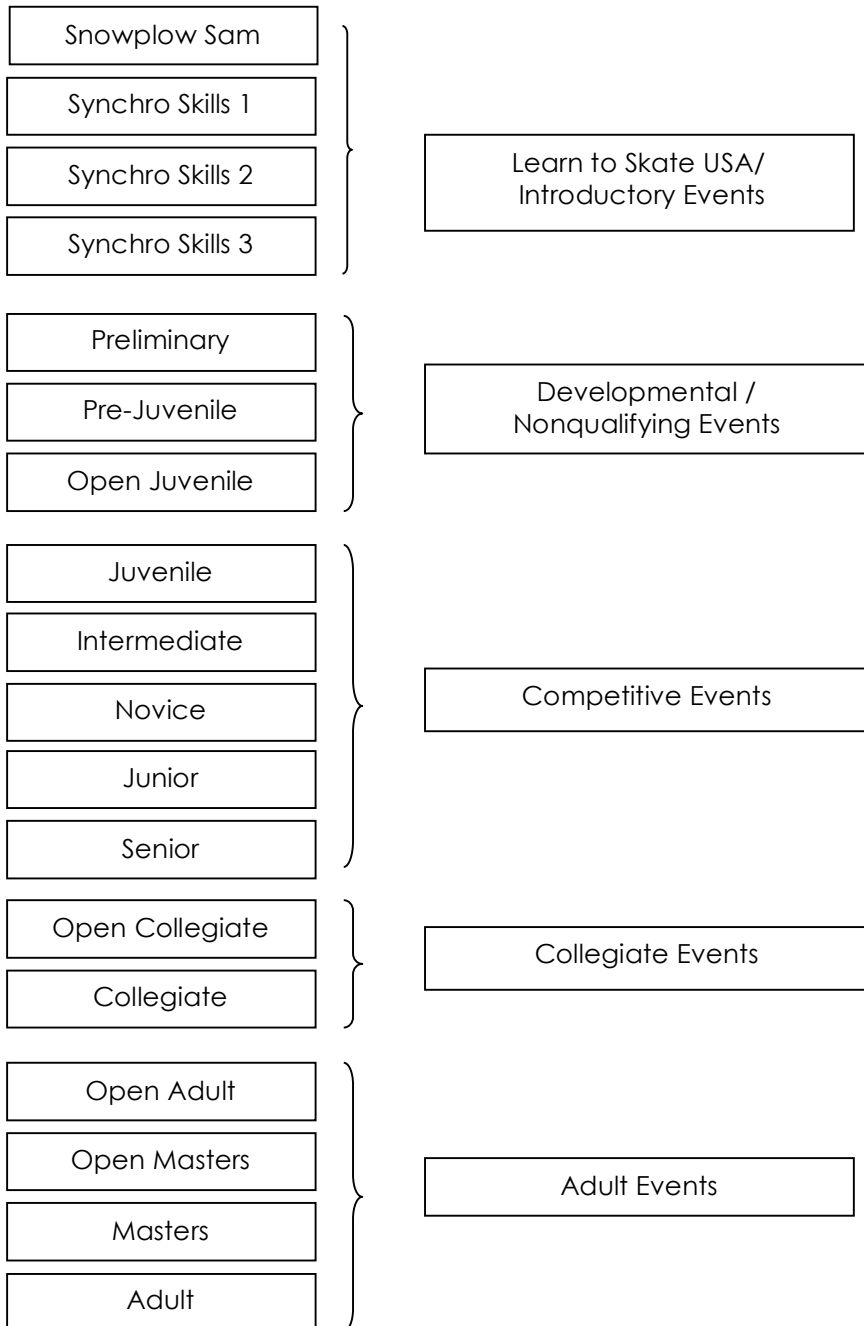 Snowplow Sam
Synchro Skills 1
Synchro Skills 2
Synchro Skills 3
Learn to Skate USA/
Introductory Events
Preliminary
Pre-Juvenile
Open Juvenile
Developmental /
Nonqualifying Events
Juvenile
Intermediate
Novice
Junior
Senior
Competitive Events
Open Collegiate
Collegiate
Collegiate Events
Open Adult
Open Masters
Masters
Adult
Adult Events